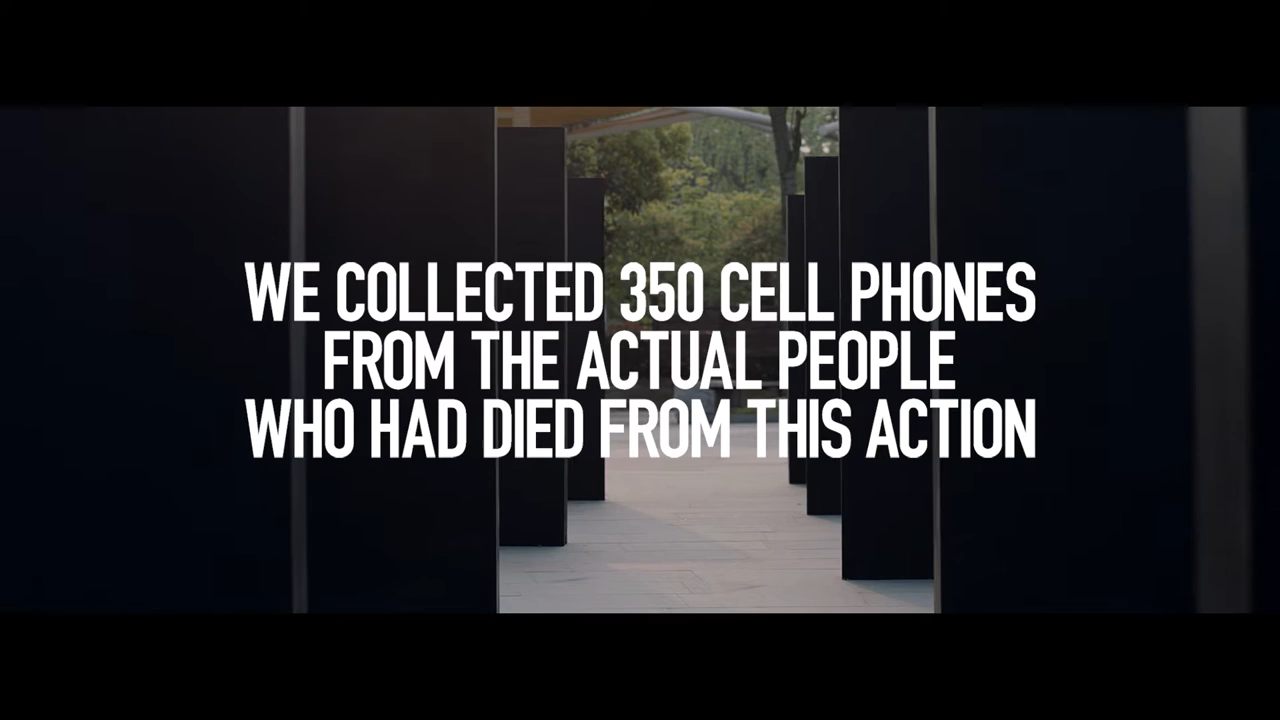 WE COLLECTED 350 CELL PHONES
FROM THE ACTUAL PEOPLE
WHO HAD DIED FROM THIS ACTION